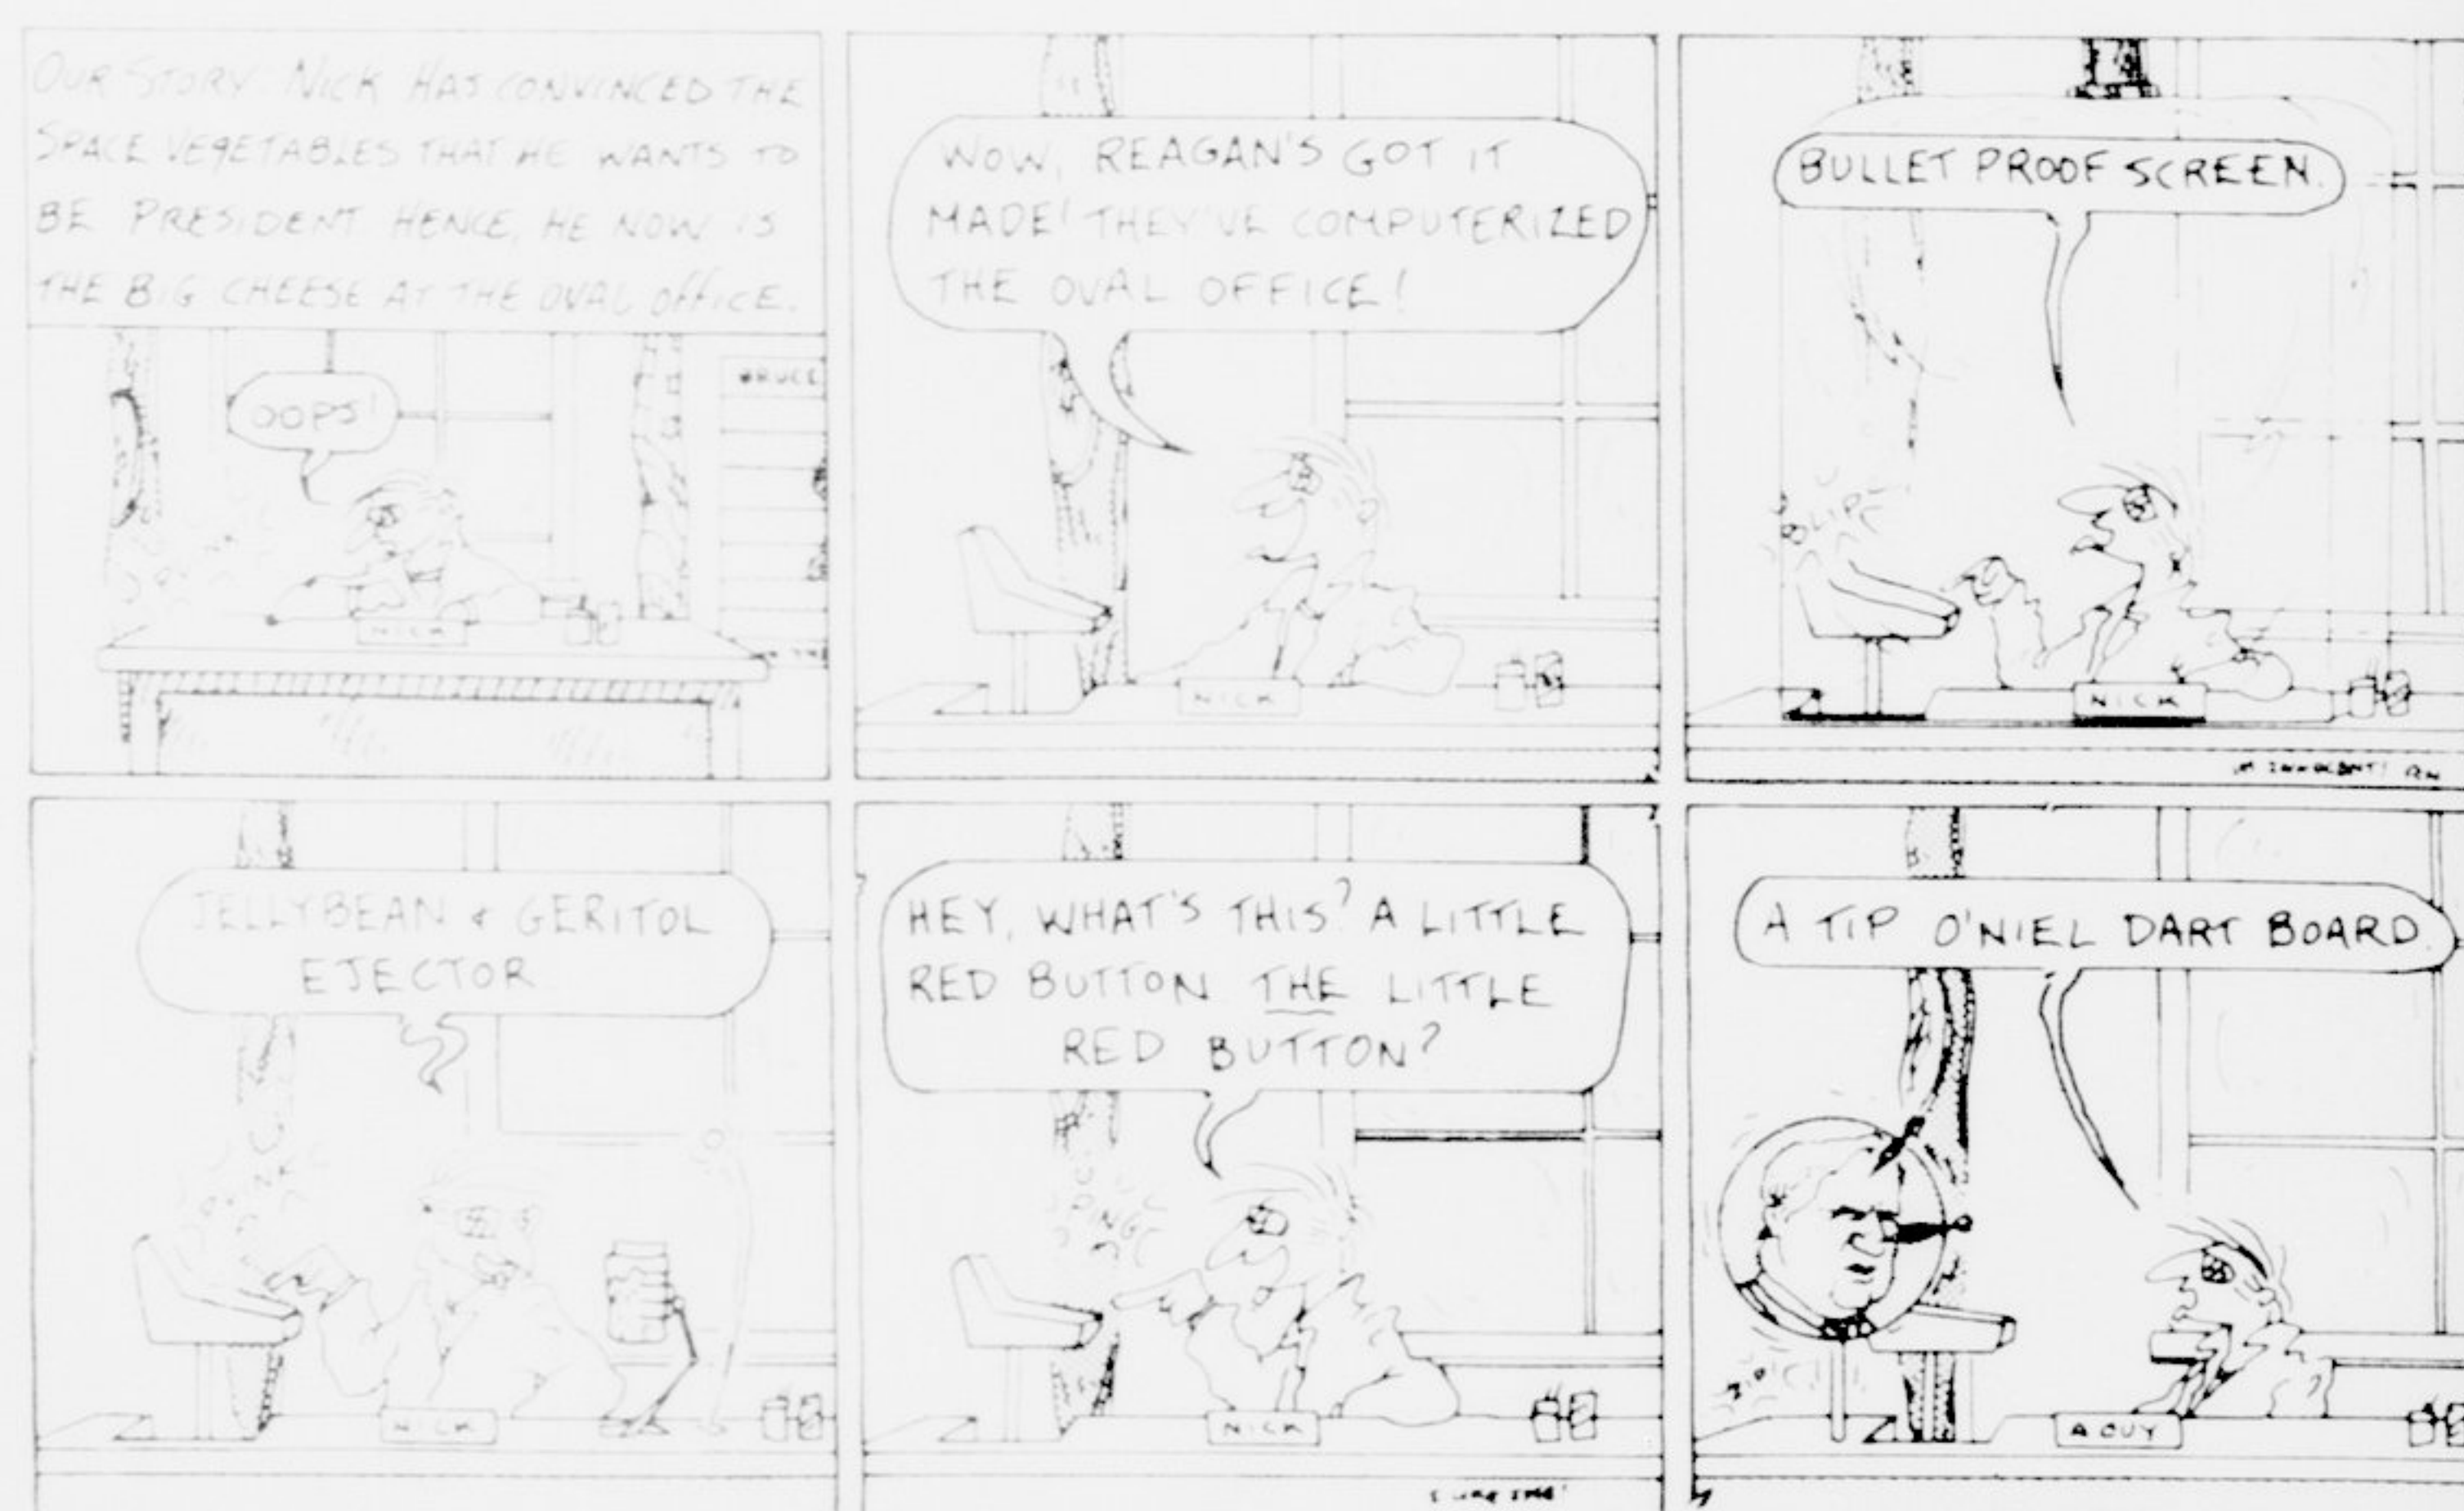 OUR STORY: NICK HAS CONVINCED THE
SPACE VEGETABLES THAT HE WANTS TO
BE PRESIDENT. HENCE, HE NOW IS
THE BIG CHEESE AT THE OVAL OFFICE.
OOPS!
NICK
WOW, REAGAN'S GOT IT
MADE! THEY'VE COMPUTERIZED
THE OVAL OFFICE!
NICK
BULLET PROOF SCREEN.
BLIP
NICK
JELLYBEAN & GERITOL
EJECTOR
NICK
HEY, WHAT'S THIS? A LITTLE
RED BUTTON THE LITTLE
RED BUTTON?
PING
NICK
A TIP O'NIEL DART BOARD.
A GUY